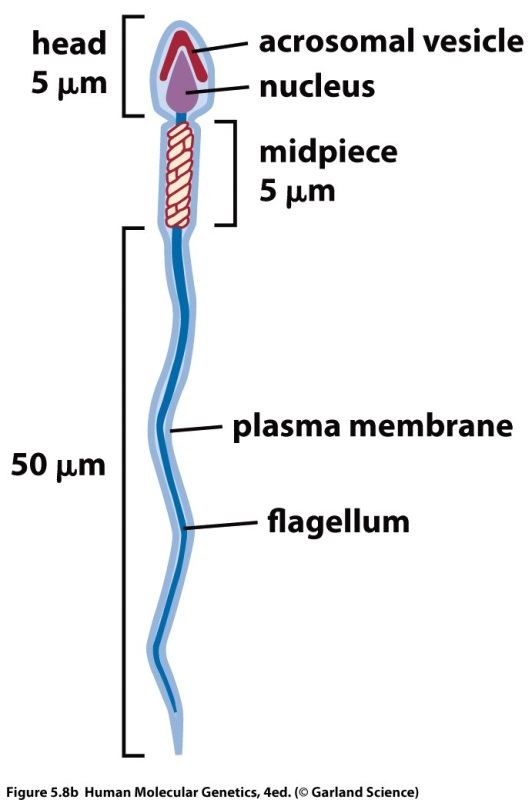 head
5 μm
acrosomal vesicle
nucleus
midpiece
5 μm
plasma membrane
50 μm
flagellum
Figure 5.8b Human Molecular Genetics, 4ed. (© Garland Science)